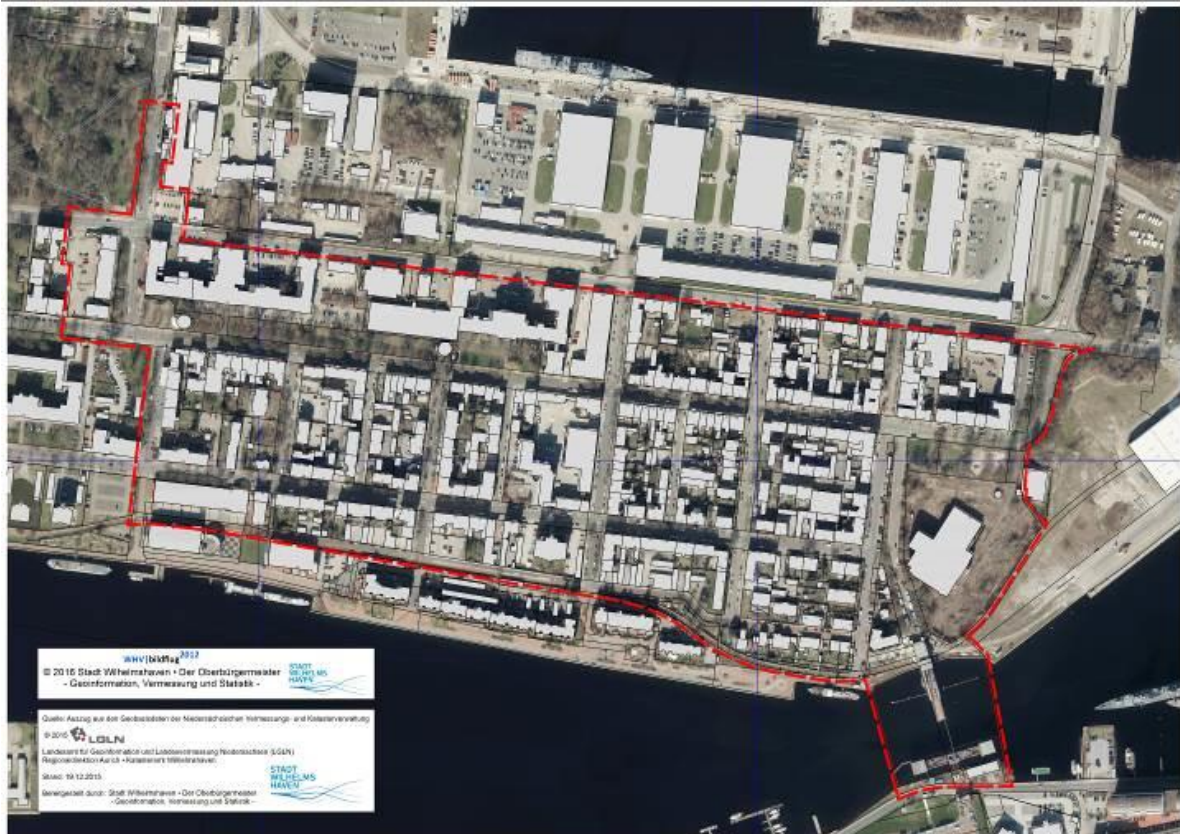 WHV|bildflug 2012
© 2016 Stadt Wilhelmshaven • Der Oberbürgermeister
- Geoinformation, Vermessung und Statistik -
STADT
WILHELMS
HAVEN
Quelle: Auszug aus den Geobasisdaten der Niedersächsischen Vermessungs- und Katasterverwaltung
© 2015 LGLN
Landesamt für Geoinformation und Landesvermessung Niedersachsen (LGLN)
Regionaldirektion Aurich - Katasteramt Wilhelmshaven
Stand: 19.12.2015
Bereitgestellt durch: Stadt Wilhelmshaven - Der Oberbürgermeister
- Geoinformation, Vermessung und Statistik -
STADT
WILHELMS
HAVEN